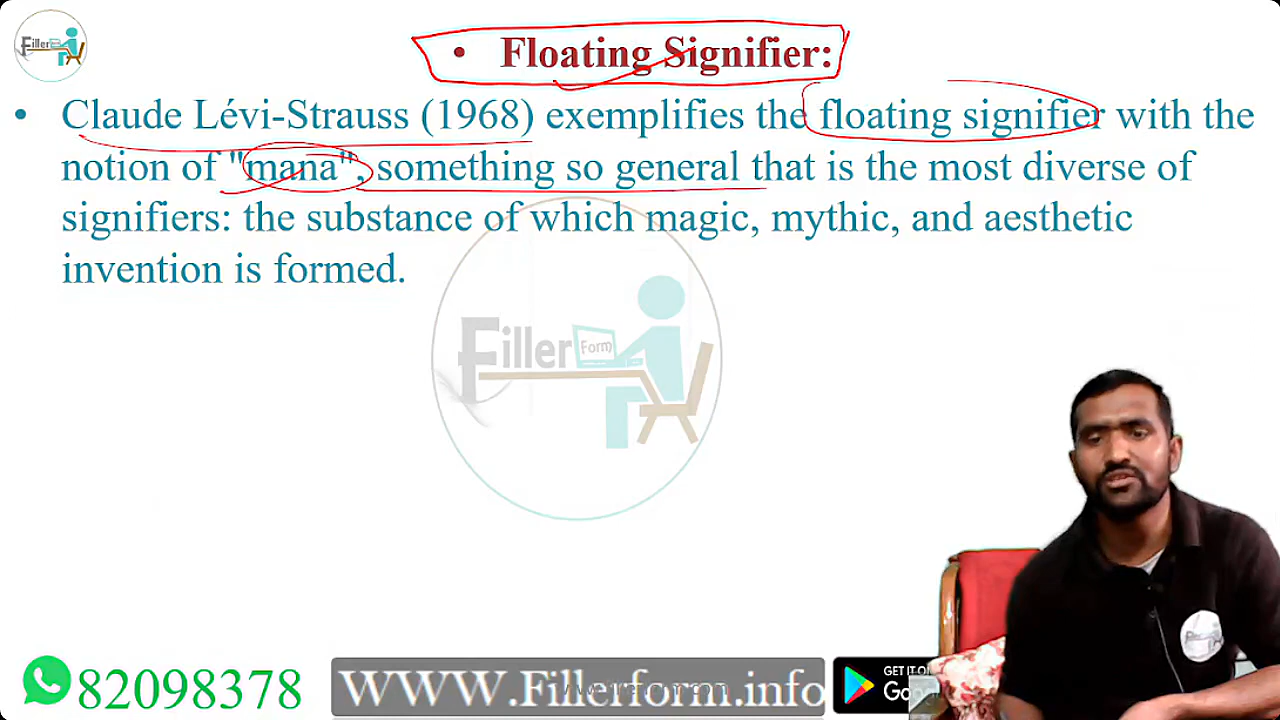 Filler
• Floating Signifier:
• Claude Lévi-Strauss (1968) exemplifies the floating signifier with the
notion of "mana", something so general that is the most diverse of
signifiers: the substance of which magic, mythic, and aesthetic
invention is formed.
Filler Form
82098378
WWW.Fillerform.info
GET IT ON